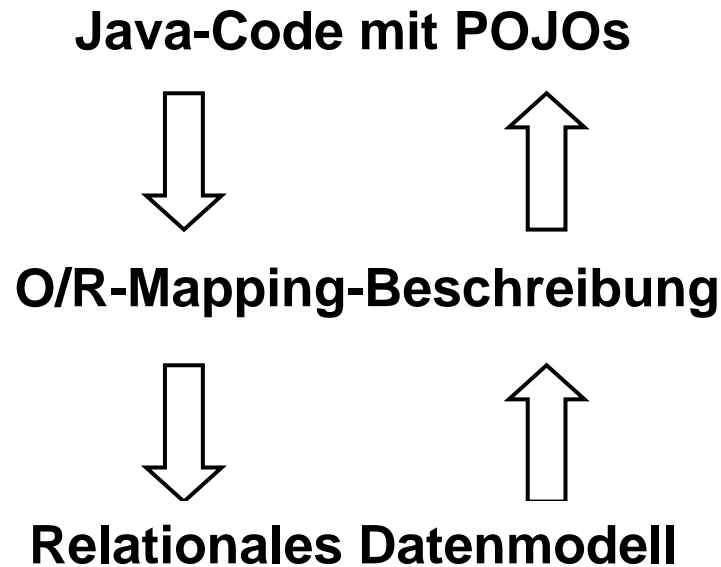 Java-Code mit POJOs
O/R-Mapping-Beschreibung
Relationales Datenmodell